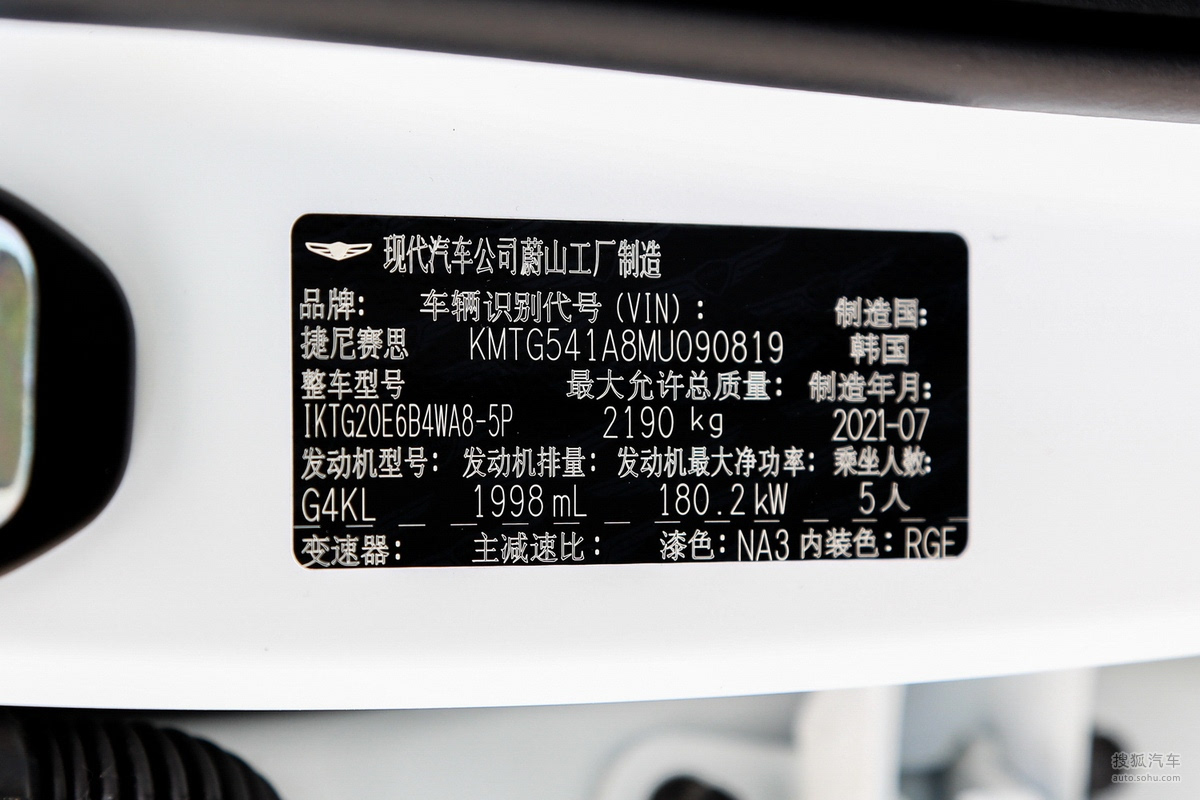 现代汽车公司蔚山工厂制造
品牌: 车辆识别代号 (VIN) : 制造国:
捷尼赛思 KMTG541A8MU090819 韩国
整车型号 最大允许总质量: 制造年月:
IKTG20E6B4WA8-5P 2190 kg 2021-07
发动机型号: 发动机排量: 发动机最大净功率: 乘坐人数:
G4KL 1998 mL 180.2 kW 5人
变速器: 主减速比: 漆色: NA3 内装色: RGF
搜狐汽车
auto.sohu.com